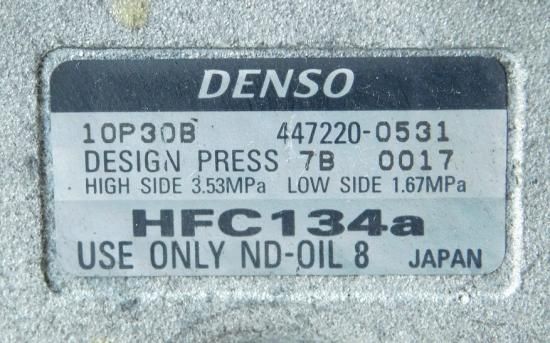 DENSO
10P30B 447220-0531
DESIGN PRESS 7B 0017
HIGH SIDE 3.53MPa LOW SIDE 1.67MPa
HFC134a
USE ONLY ND-OIL 8 JAPAN